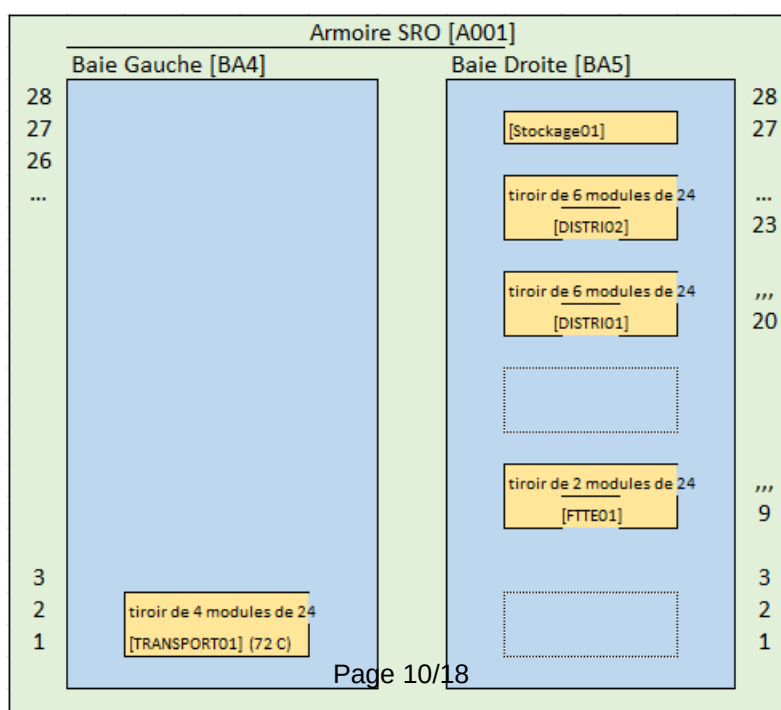 Armoire SRO [A001]
Baie Gauche [BA4] Baie Droite [BA5]
28 28
27 [Stockage01] 27
26
... tiroir de 6 modules de 24 ...
[DISTRI02] 23
tiroir de 6 modules de 24 ,,,
[DISTRI01] 20
tiroir de 2 modules de 24 ,,,
[FTTE01] 9
3 3
2 tiroir de 4 modules de 24 2
1 [TRANSPORT01] (72 C) 1
Page 10/18